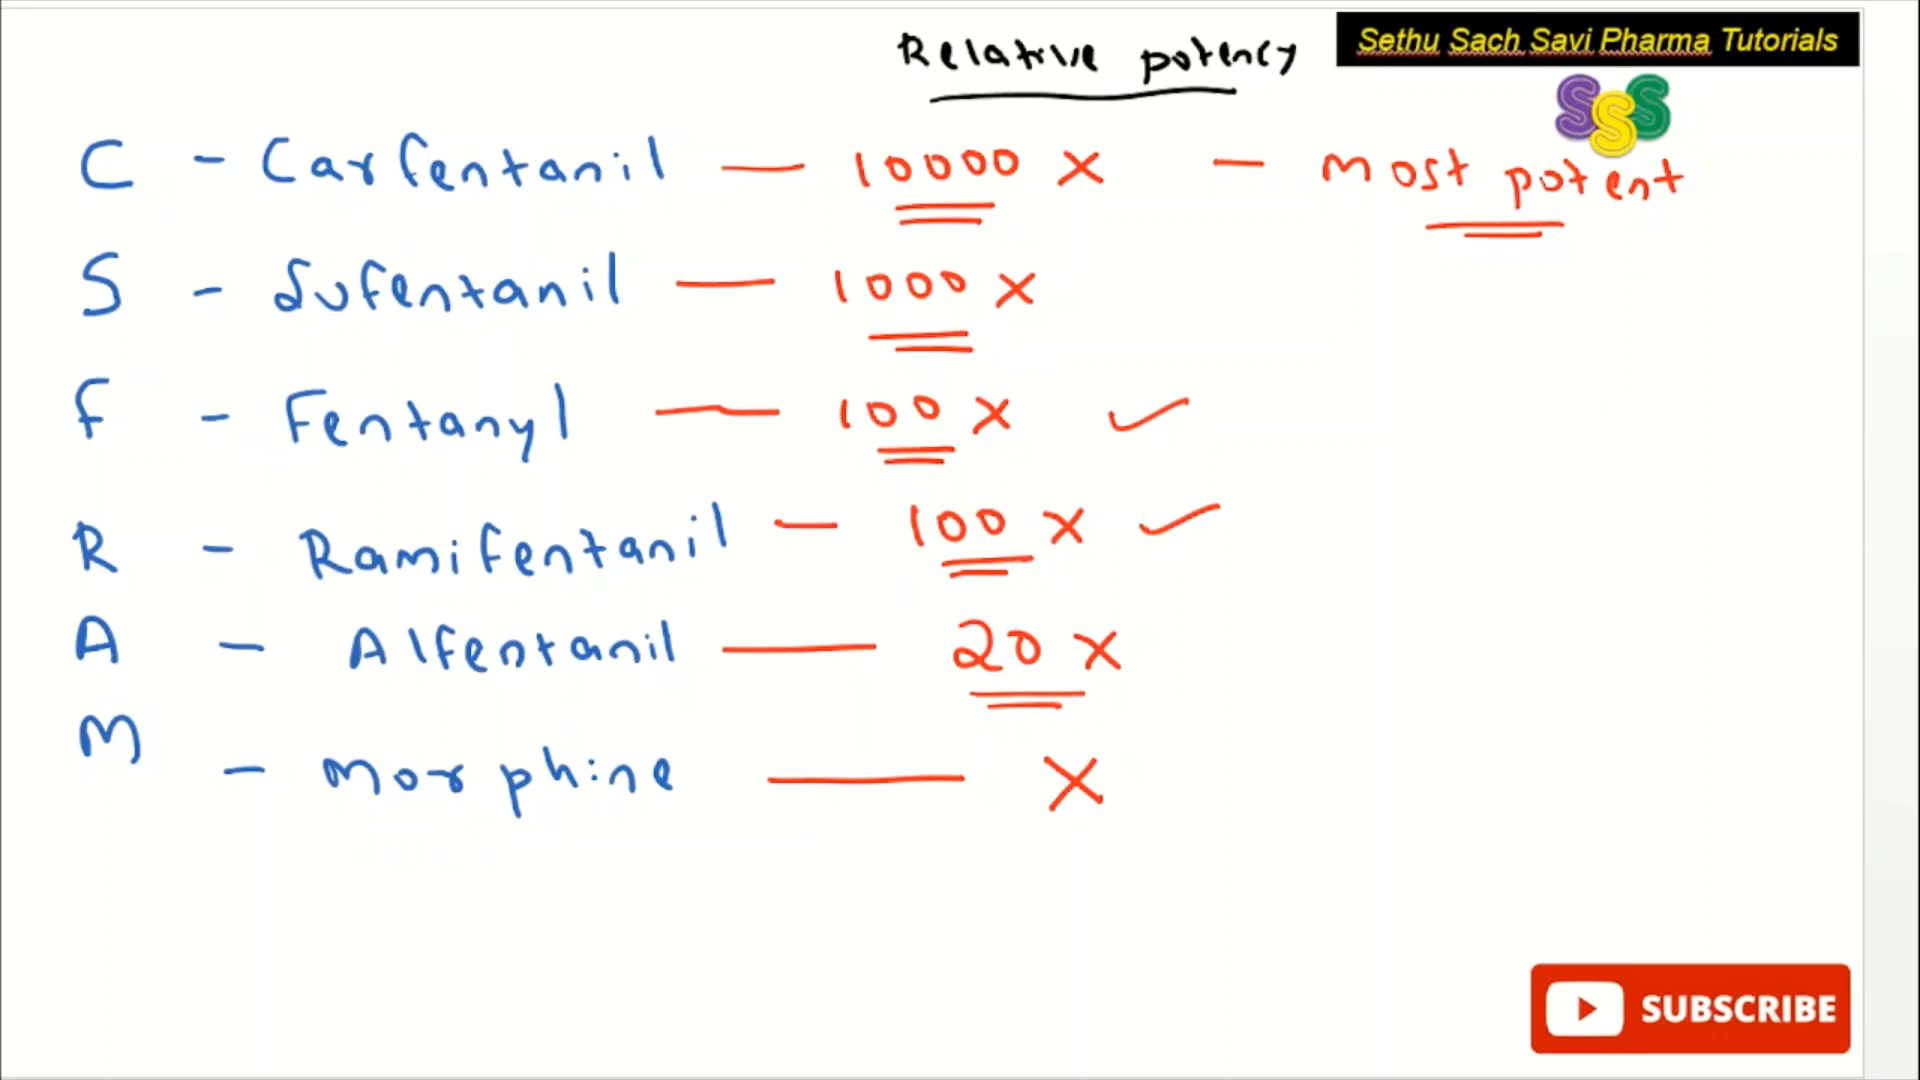 Relative potency
Sethu Sach Savi Pharma Tutorials
SSS
C - Carfentanil — 10000 X — most potent
S - Sufentanil — 1000 X
F - Fentanyl — 100 X ✓
R - Ramifentanil — 100 X ✓
A - Alfentanil — 20 X
M - morphine — X
SUBSCRIBE